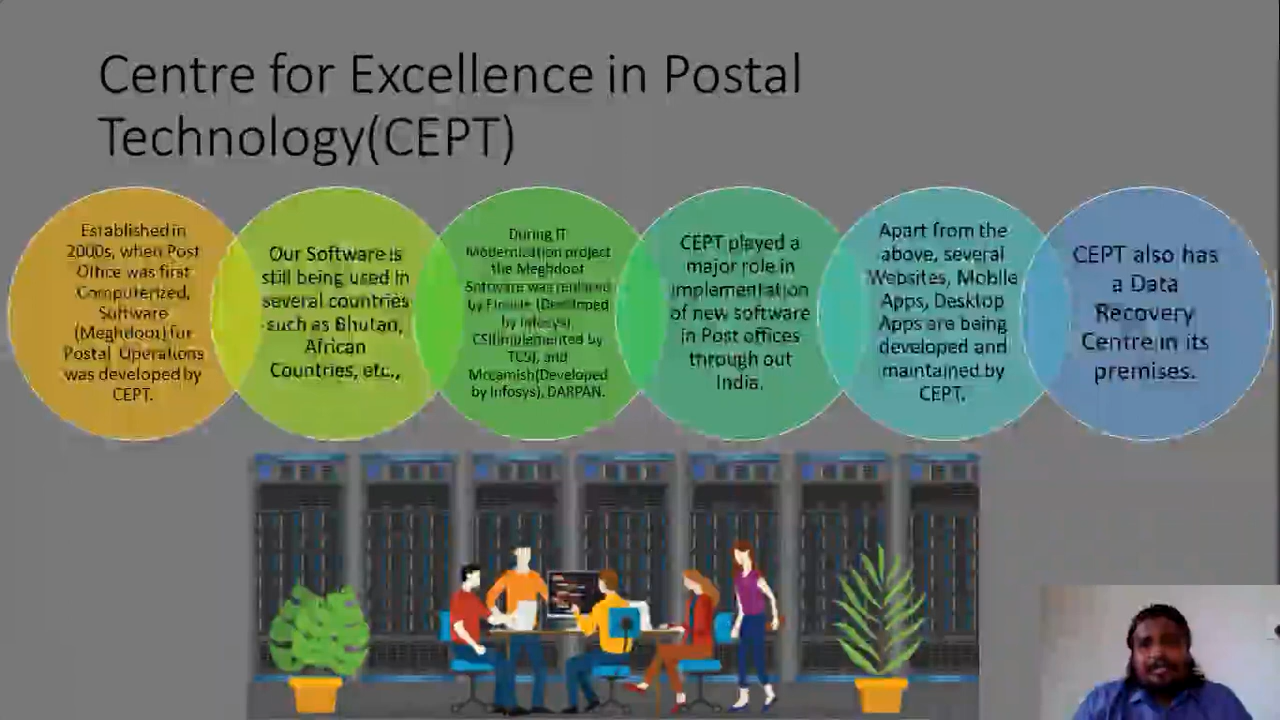 Centre for Excellence in Postal
Technology(CEPT)
Established in
2000s, when Post
Office was first
Computerized,
Software
(Meghdoot) for
Postal Operations
was developed by
CEPT.
Our Software is
still being used in
several countries
such as Bhutan,
African
Countries, etc.,
During IT
Modernisation project
the Meghdoot
Software was replaced
by Finacle (Developed
by Infosys),
CSI(Implemented by
TCS), and
Mccamish(Developed
by Infosys), DARPAN.
CEPT played a
major role in
implementation
of new software
in Post offices
through out
India.
Apart from the
above, several
Websites, Mobile
Apps, Desktop
Apps are being
developed and
maintained by
CEPT.
CEPT also has
a Data
Recovery
Centre in its
premises.